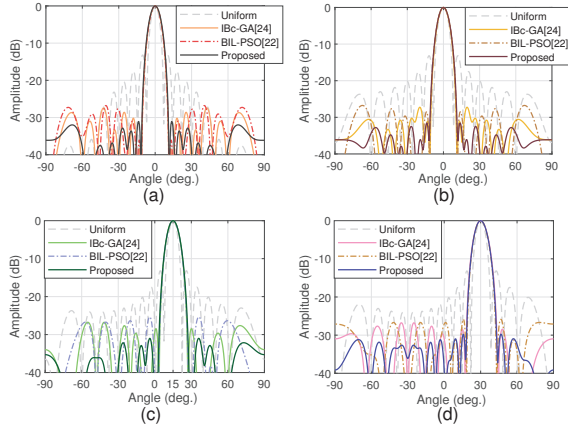 Amplitude (dB)
0
-10
-20
-30
-40
Uniform
IBc-GA[24]
BIL-PSO[22]
Proposed
-90 -60 -30 0 30 60 90
Angle (deg.)
(a)
Amplitude (dB)
0
-10
-20
-30
-40
Uniform
IBc-GA[24]
BIL-PSO[22]
Proposed
-90 -60 -30 0 30 60 90
Angle (deg.)
(b)
Amplitude (dB)
0
-10
-20
-30
-40
Uniform
IBc-GA[24]
BIL-PSO[22]
Proposed
-90 -60 -30 0 15 30 60 90
Angle (deg.)
(c)
Amplitude (dB)
0
-10
-20
-30
-40
Uniform
IBc-GA[24]
BIL-PSO[22]
Proposed
-90 -60 -30 0 30 60 90
Angle (deg.)
(d)